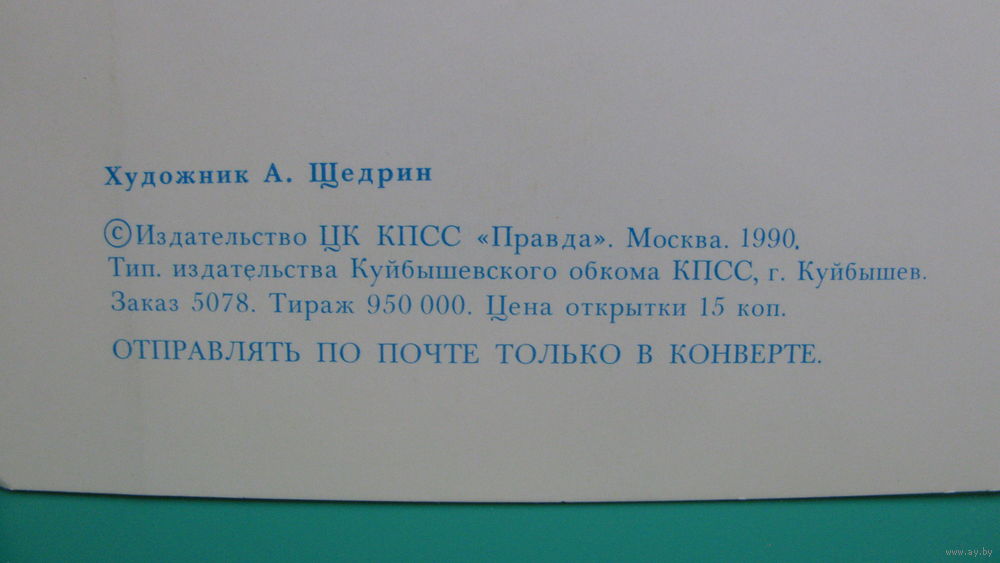 Художник А. Щедрин
©Издательство ЦК КПСС «Правда». Москва. 1990.
Тип. издательства Куйбышевского обкома КПСС, г. Куйбышев.
Заказ 5078. Тираж 950 000. Цена открытки 15 коп.
ОТПРАВЛЯТЬ ПО ПОЧТЕ ТОЛЬКО В КОНВЕРТЕ.
www.ay.by